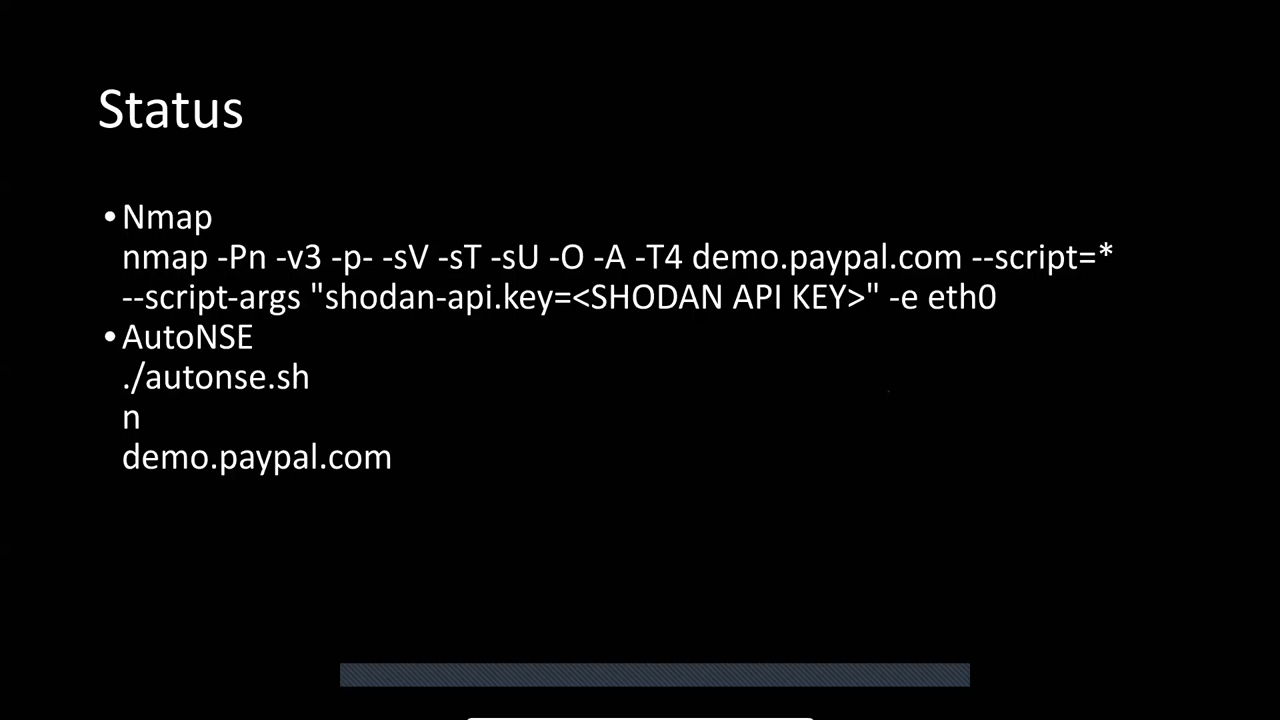 Status
•Nmap
nmap -Pn -v3 -p- -sV -sT -sU -O -A -T4 demo.paypal.com --script=*
--script-args "shodan-api.key=<SHODAN API KEY>" -e eth0
•AutoNSE
./autonse.sh
n
demo.paypal.com